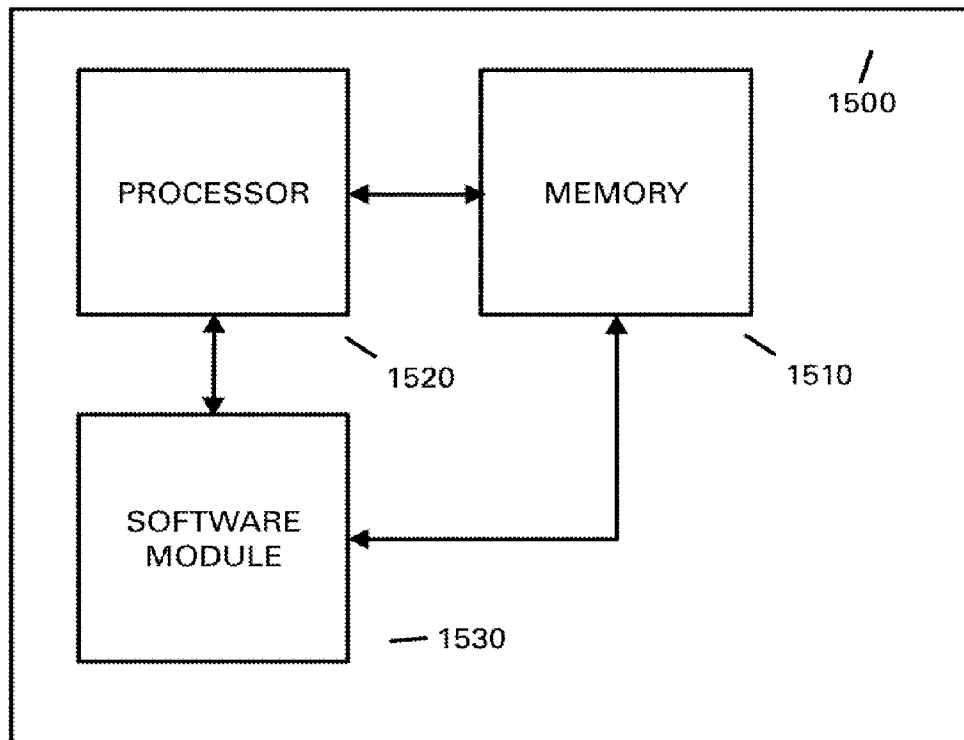 1500
PROCESSOR
MEMORY
1520
1510
SOFTWARE
MODULE
1530